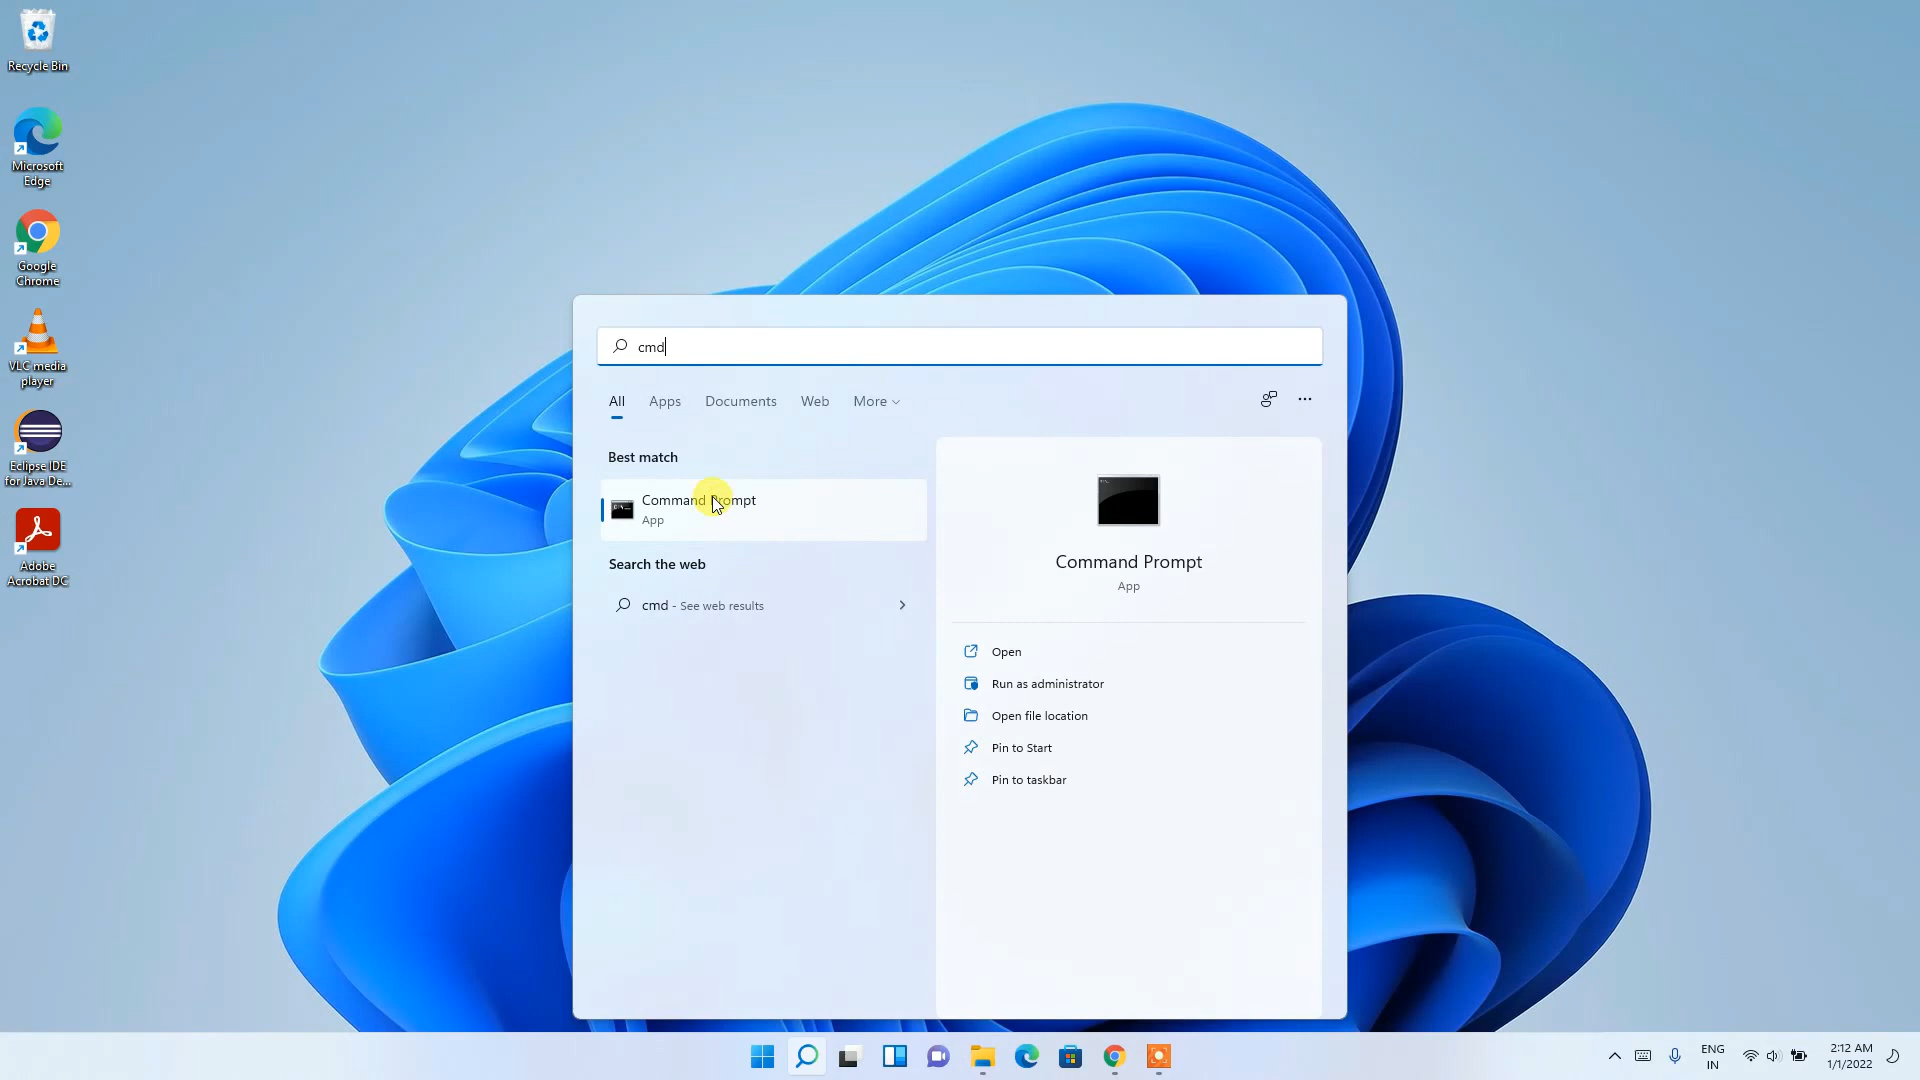 Recycle Bin
Microsoft
Edge
Google
Chrome
VLC media
player
Eclipse IDE
for Java De...
Adobe
Acrobat DC
cmd
All
Apps
Documents
Web
More
Best match
Command Prompt
App
Search the web
cmd - See web results
Command Prompt
App
Open
Run as administrator
Open file location
Pin to Start
Pin to taskbar
ENG
IN
2:12 AM
1/1/2022